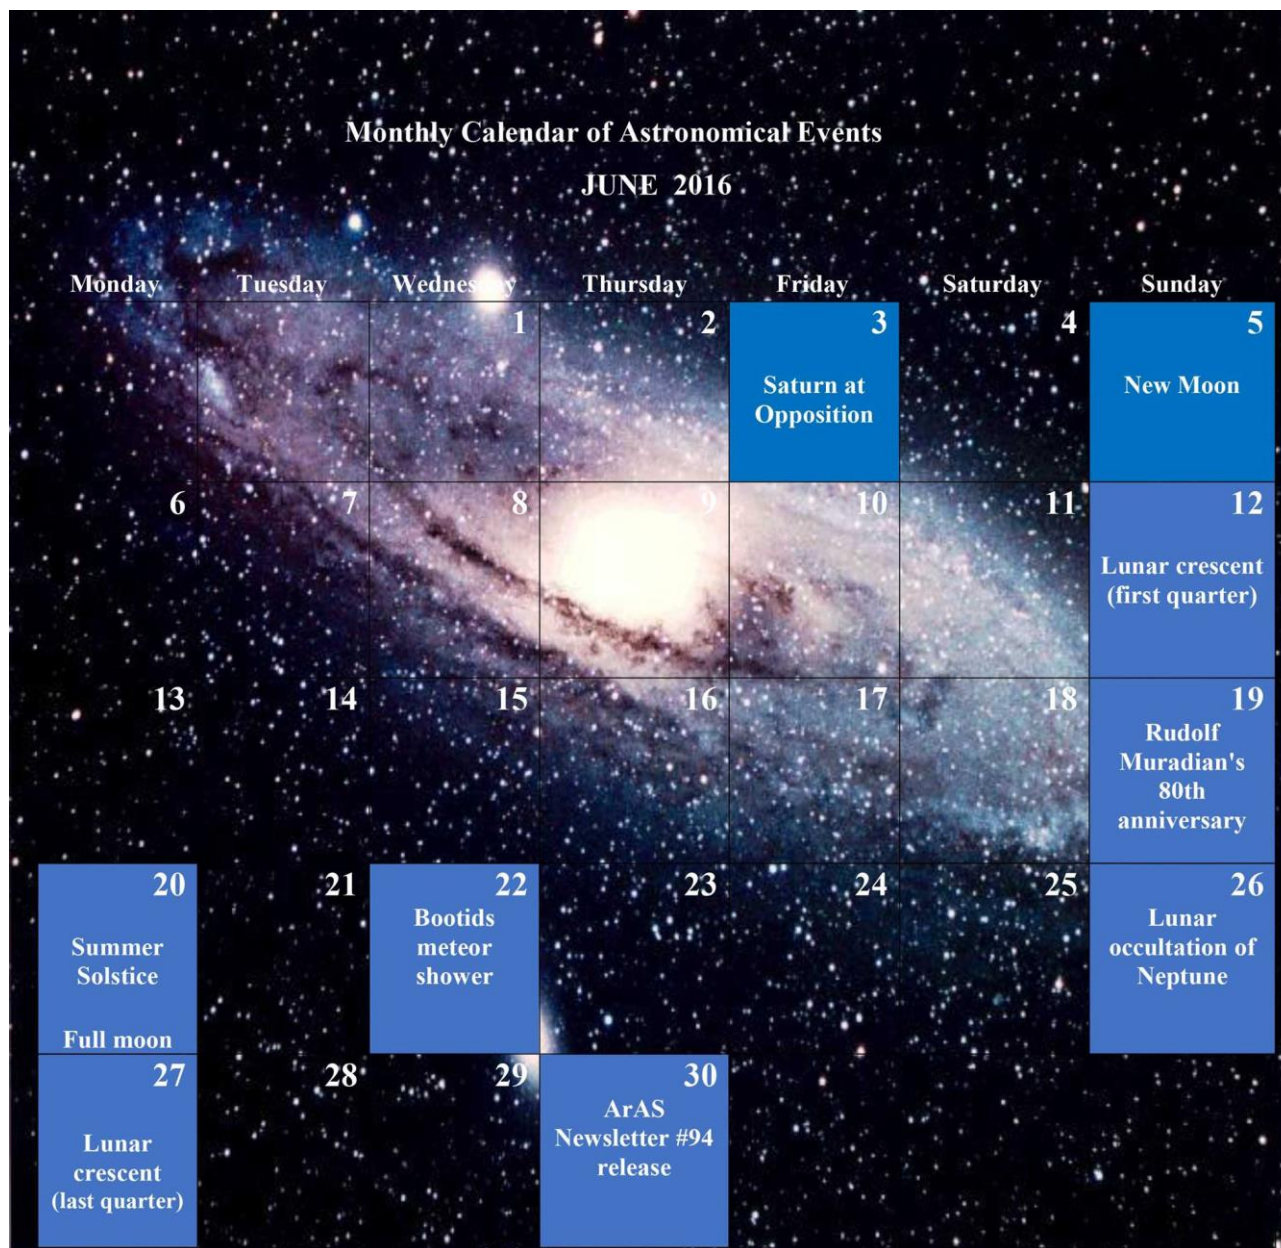 Monthly Calendar of Astronomical Events
JUNE 2016
Monday Tuesday Wednesday Thursday Friday Saturday Sunday
1 2 3 4 5
Saturn at
Opposition
New Moon
6 7 8 9 10 11 12
Lunar crescent
(first quarter)
13 14 15 16 17 18 19
Rudolf
Muradian's
80th
anniversary
20 21 22 23 24 25 26
Summer
Solstice
Full moon
Bootids
meteor
shower
Lunar
occultation of
Neptune
27 28 29 30
Lunar
crescent
(last quarter)
ArAS
Newsletter #94
release